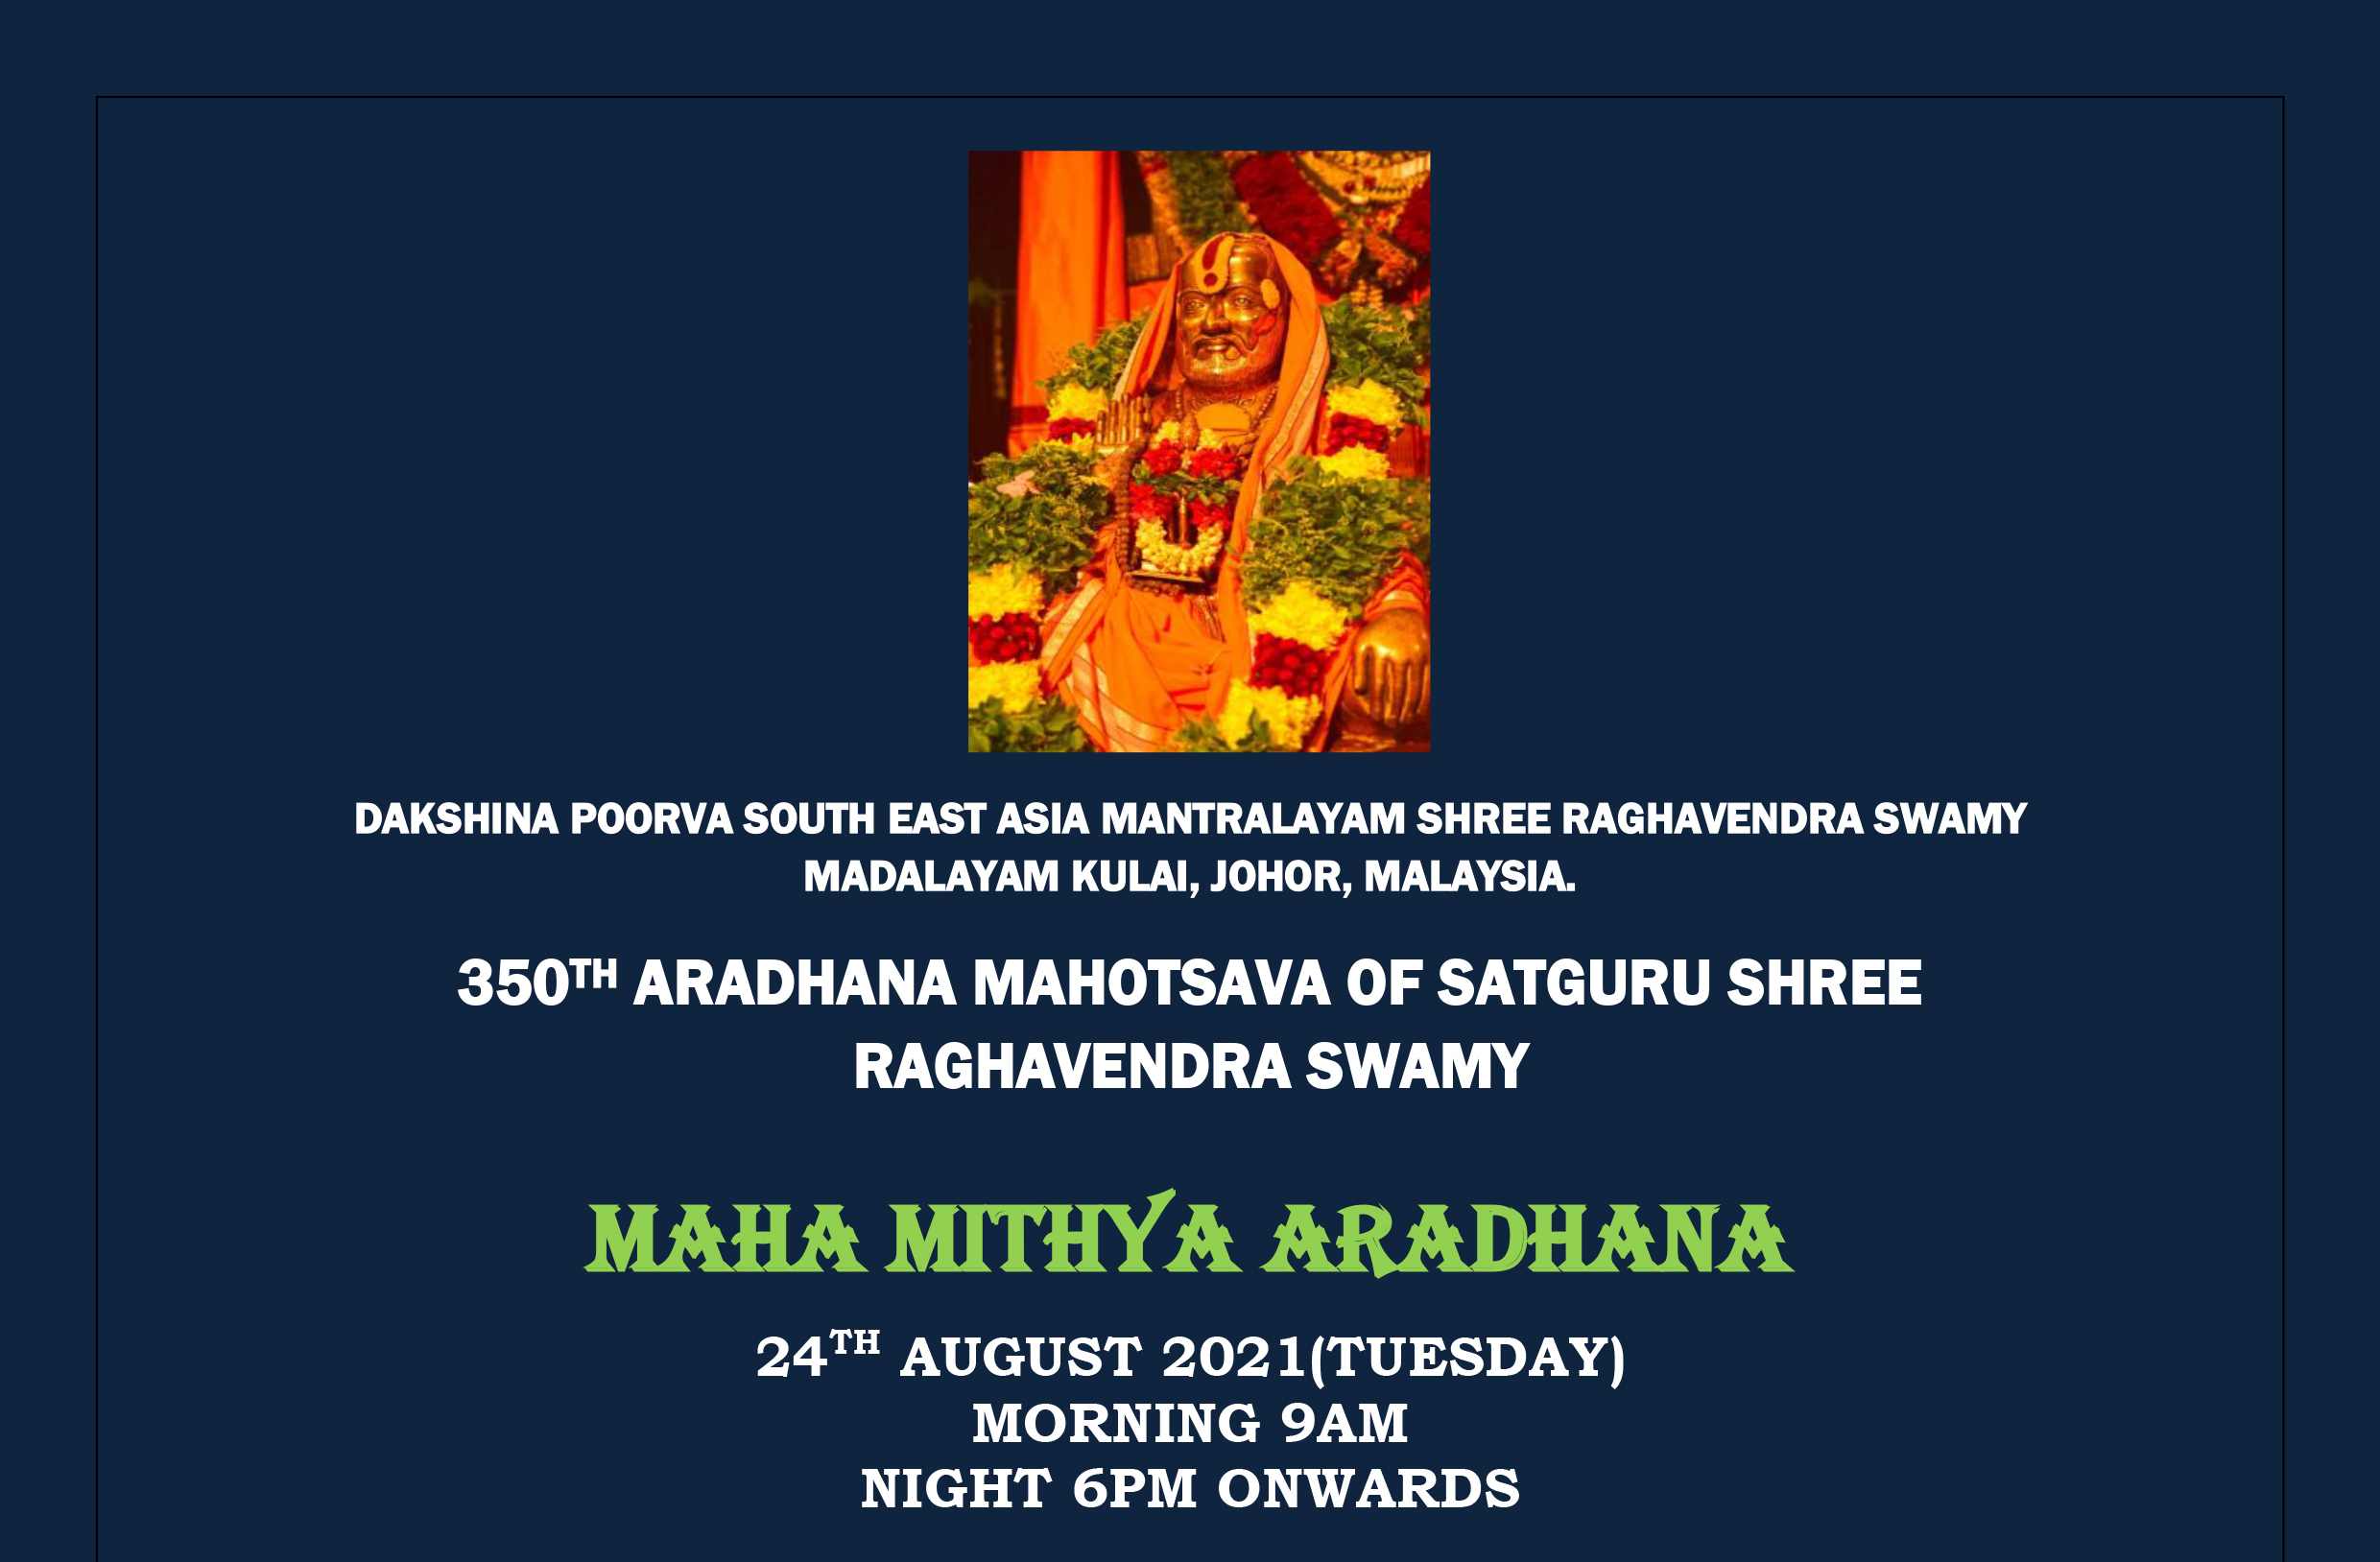 DAKSHINA POORVA SOUTH EAST ASIA MANTRALAYAM SHREE RAGHAVENDRA SWAMY
MADALAYAM KULAI, JOHOR, MALAYSIA.
350TH ARADHANA MAHOTSAVA OF SATGURU SHREE
RAGHAVENDRA SWAMY
MAHA MITHYA ARADHANA
24TH AUGUST 2021(TUESDAY)
MORNING 9AM
NIGHT 6PM ONWARDS